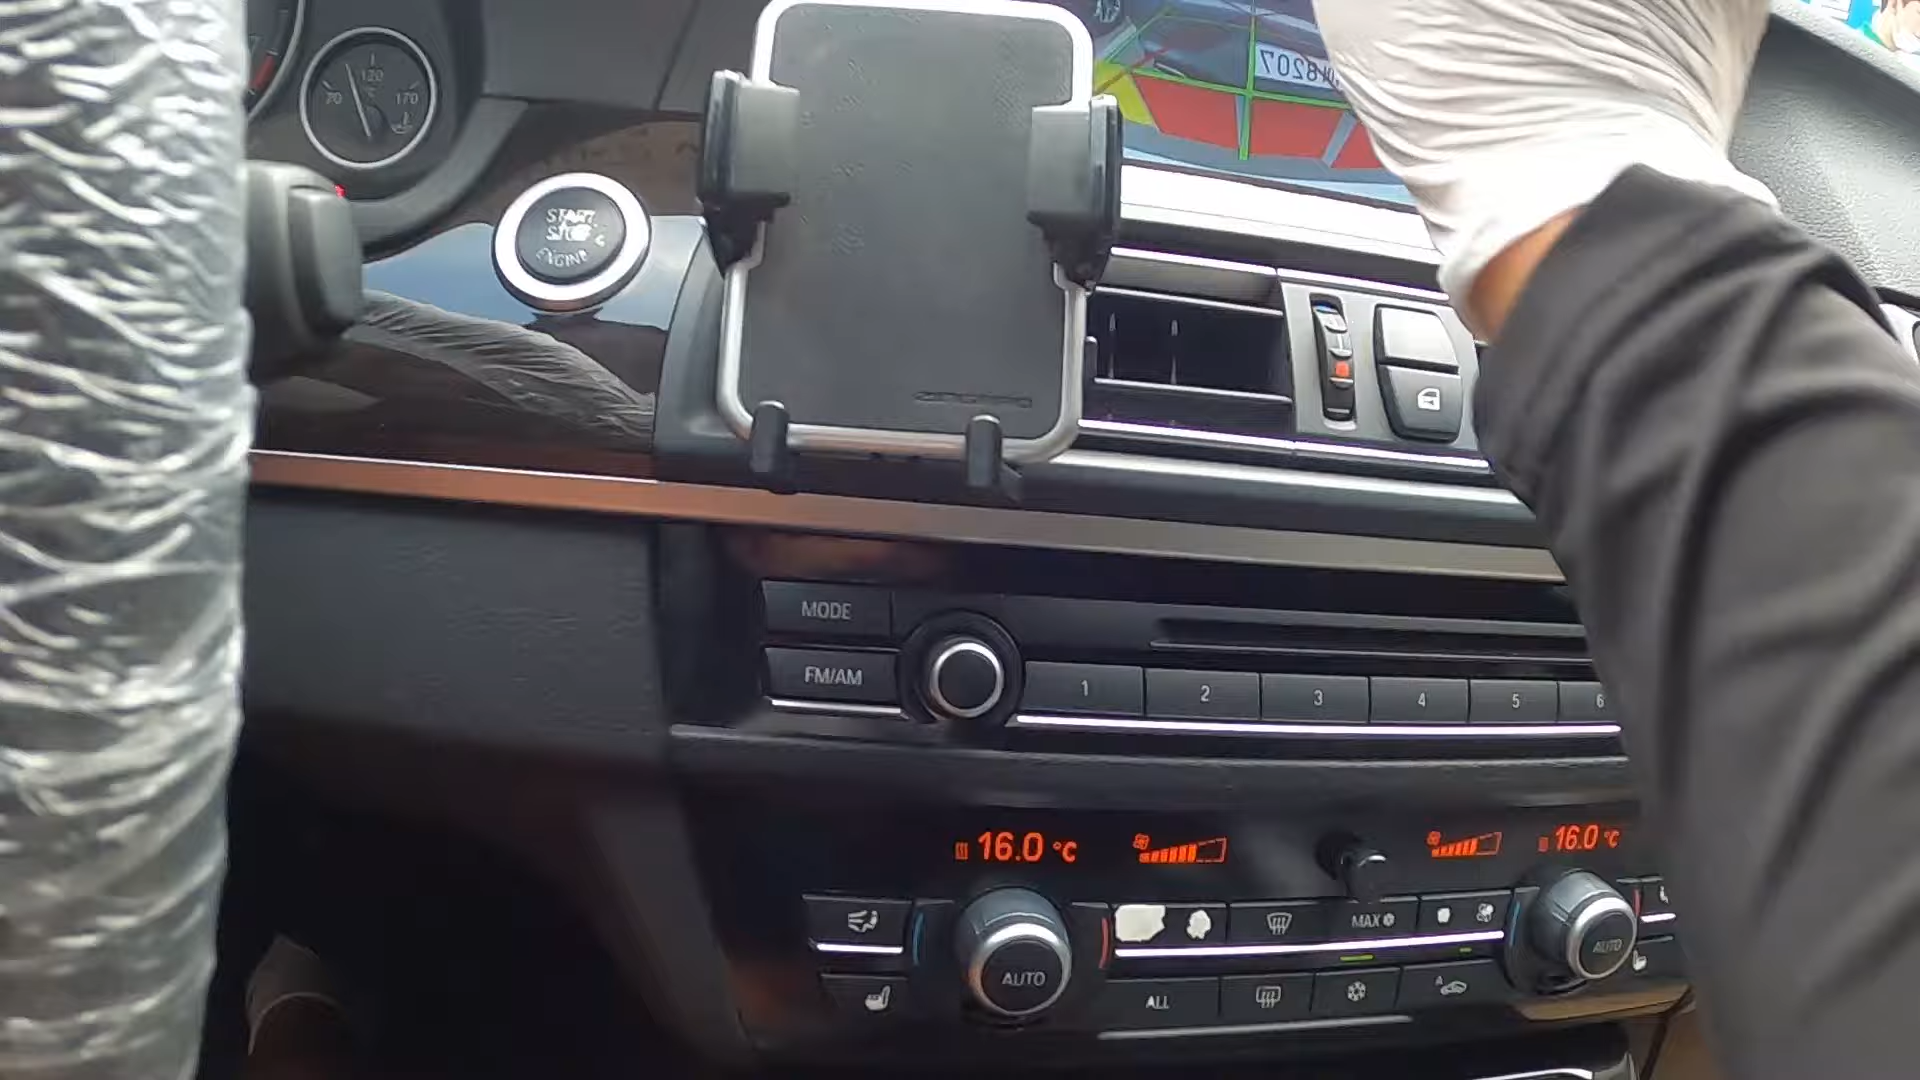 120
70
170
START
STOP
ENGINE
MODE
FM/AM
1
2
3
4
5
6
16.0 °C
16.0 °C
MAX
AUTO
AUTO
ALL
A